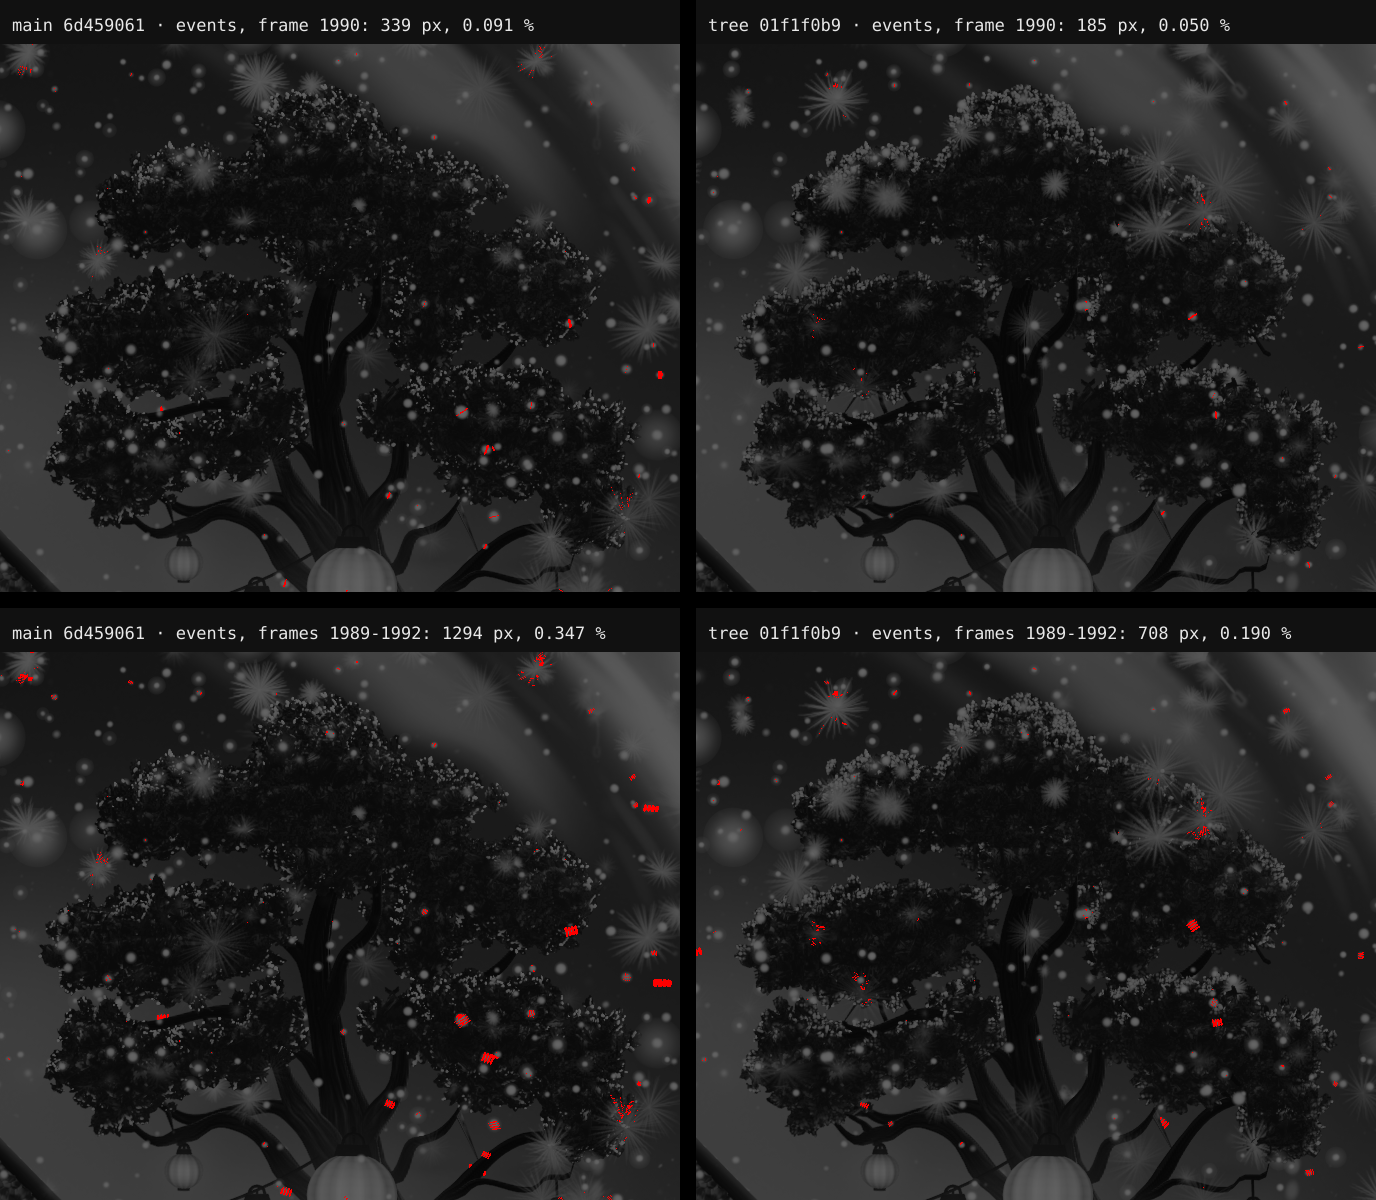 main 6d459061 · events, frame 1990: 339 px, 0.091 %
tree 01f1f0b9 · events, frame 1990: 185 px, 0.050 %
main 6d459061 · events, frames 1989-1992: 1294 px, 0.347 %
tree 01f1f0b9 · events, frames 1989-1992: 708 px, 0.190 %